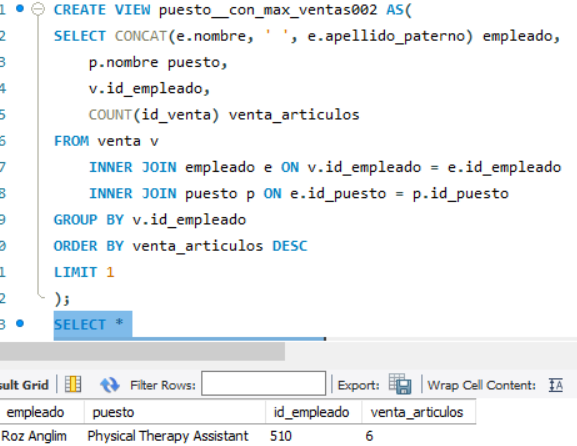 1 CREATE VIEW puesto__con_max_ventas002 AS(
2 SELECT CONCAT(e.nombre, ' ', e.apellido_paterno) empleado,
3 p.nombre puesto,
4 v.id_empleado,
5 COUNT(id_venta) venta_articulos
6 FROM venta v
7 INNER JOIN empleado e ON v.id_empleado = e.id_empleado
8 INNER JOIN puesto p ON e.id_puesto = p.id_puesto
9 GROUP BY v.id_empleado
0 ORDER BY venta_articulos DESC
1 LIMIT 1
2 );
3 SELECT *
sult Grid Filter Rows: Export: Wrap Cell Content: IA
empleado puesto id_empleado venta_articulos
Roz Anglim Physical Therapy Assistant 510 6